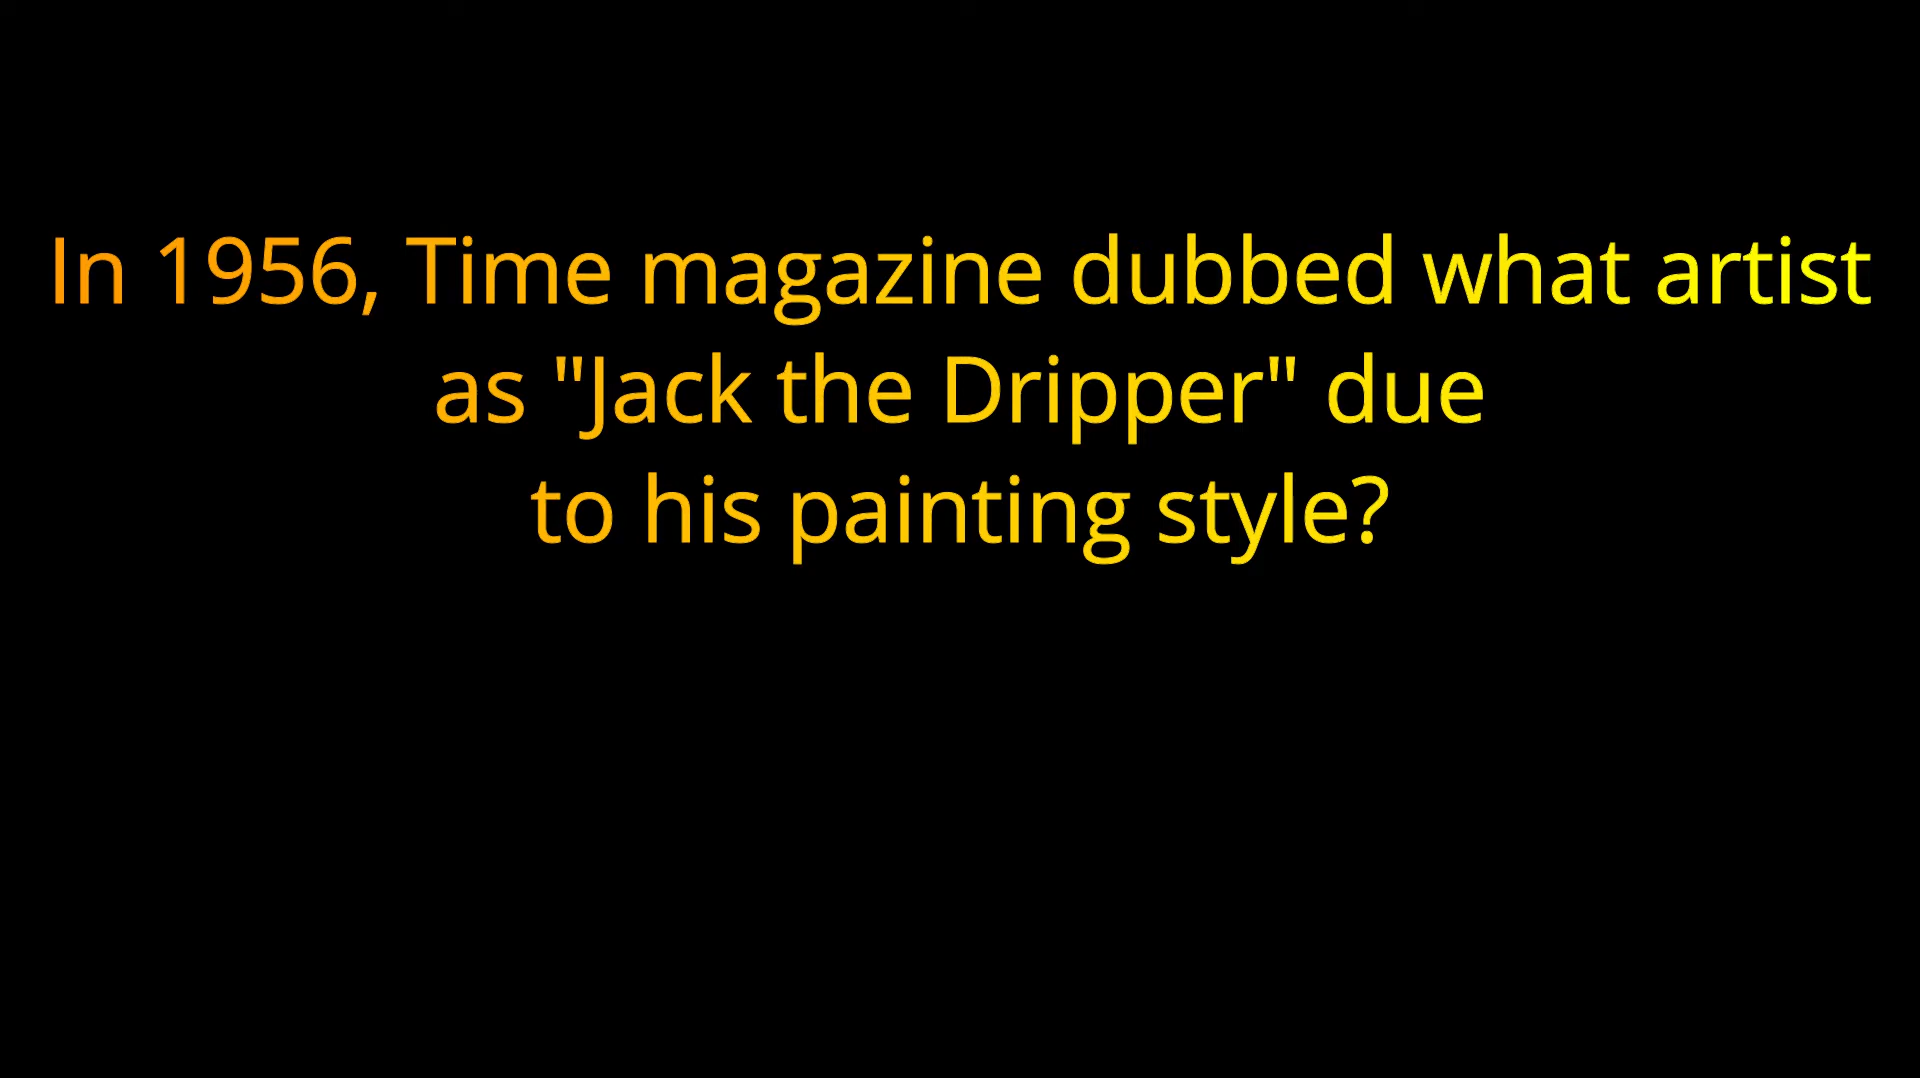 In 1956, Time magazine dubbed what artist
as "Jack the Dripper" due
to his painting style?